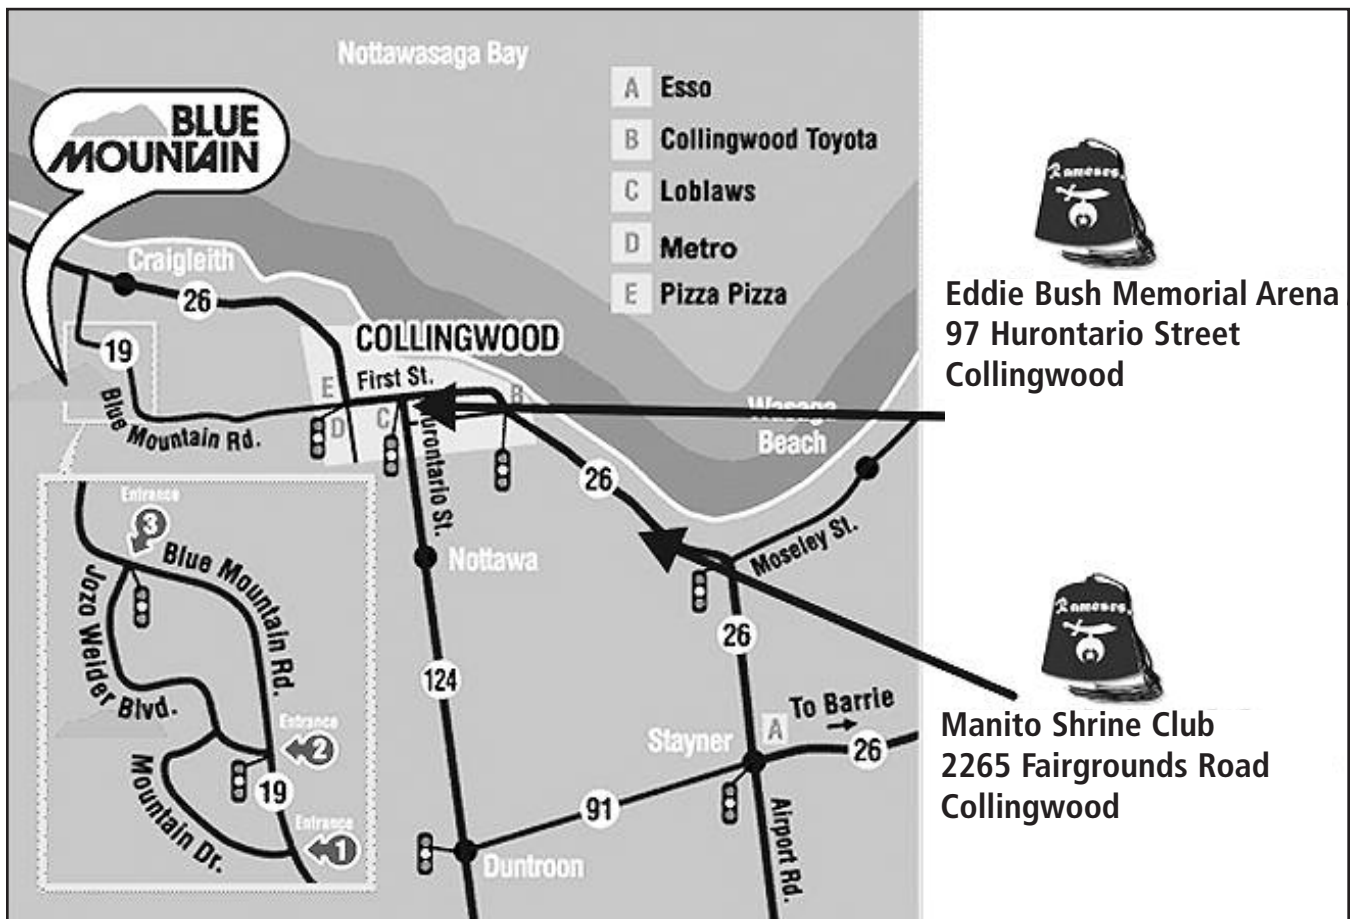 Nottawasaga Bay
A Esso
B Collingwood Toyota
C Loblaws
D Metro
E Pizza Pizza
BLUE
MOUNTAIN
Rameses
Eddie Bush Memorial Arena
97 Hurontario Street
Collingwood
Craigleith
26
19
COLLINGWOOD
First St.
E
D
C
B
Blue Mountain Rd.
Hurontario St.
Wasaga
Beach
26
Moseley St.
Nottawa
26
124
Entrance
3
Blue Mountain Rd.
Jozo Weider Blvd.
Entrance
2
19
Mountain Dr.
Entrance
1
Stayner
A
To Barrie
26
91
Airport Rd.
Duntroon
Rameses
Manito Shrine Club
2265 Fairgrounds Road
Collingwood